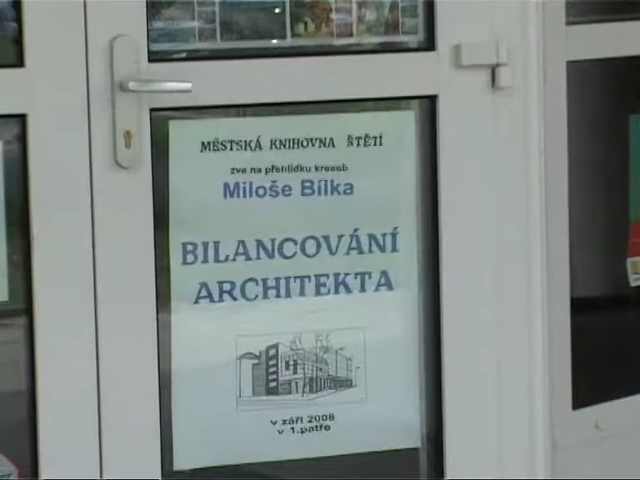 MĚSTSKÁ KNIHOVNA ŠTĚTÍ
zve na přehlídku kreseb
Miloše Bílka
BILANCOVÁNÍ
ARCHITEKTA
v září 2008
v 1.patře